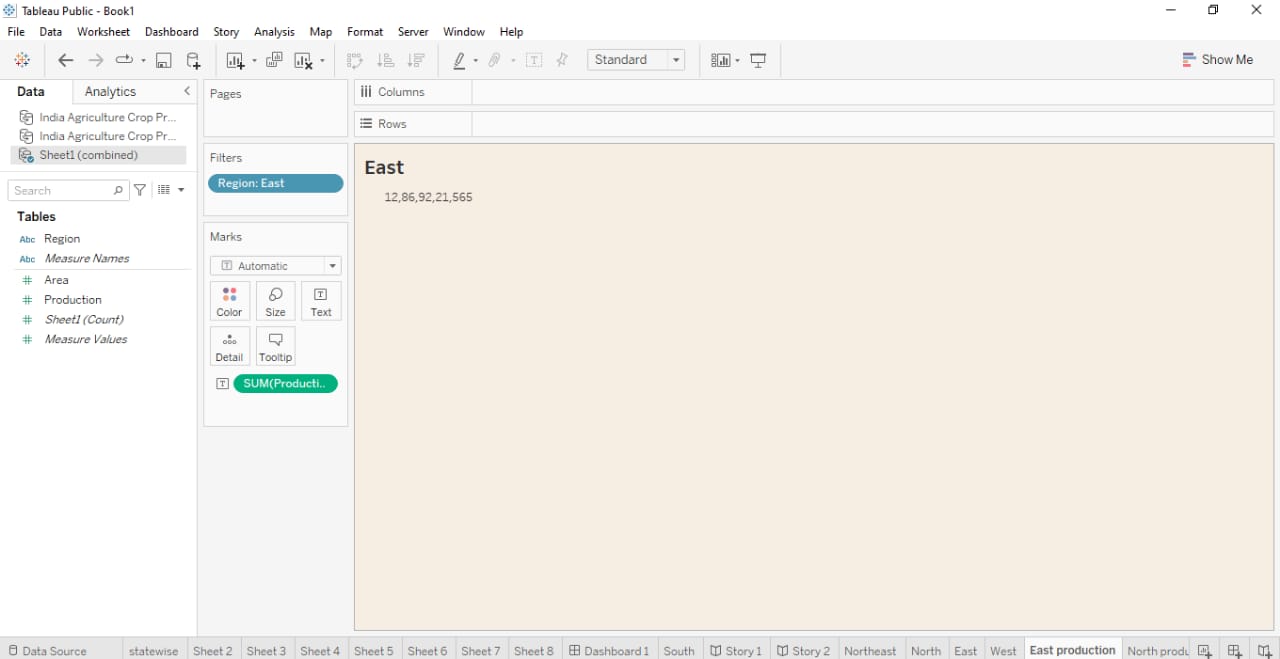 Tableau Public - Book1
File Data Worksheet Dashboard Story Analysis Map Format Server Window Help
Standard
Show Me
Data Analytics
India Agriculture Crop Pr...
India Agriculture Crop Pr...
Sheet1 (combined)
Search
Tables
Abc Region
Abc Measure Names
Area
Production
Sheet1 (Count)
Measure Values
Pages
Filters
Region: East
Marks
Automatic
Color Size Text
Detail Tooltip
SUM(Producti..
Columns
Rows
East
12,86,92,21,565
Data Source statewise Sheet 2 Sheet 3 Sheet 4 Sheet 5 Sheet 6 Sheet 7 Sheet 8 Dashboard 1 South Story 1 Story 2 Northeast North East West East production North produ